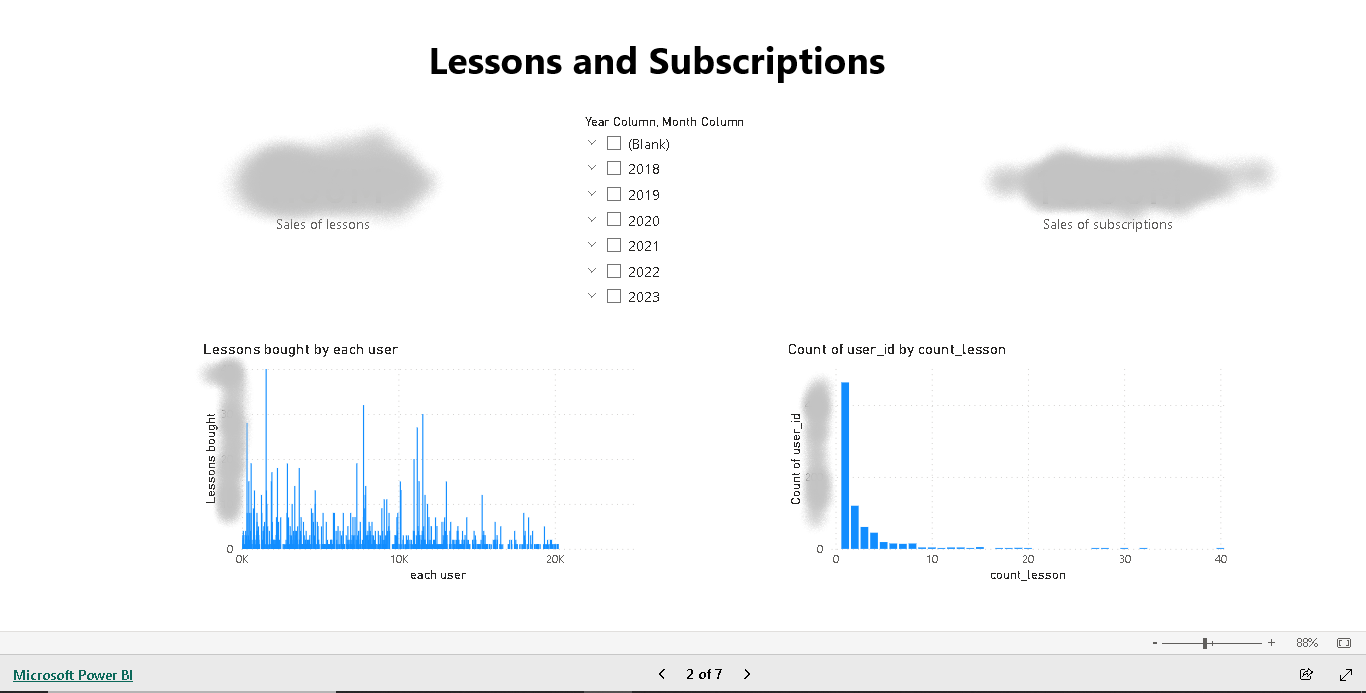 Lessons and Subscriptions
Year Column, Month Column
(Blank)
2018
2019
2020
2021
2022
2023
Sales of lessons
Sales of subscriptions
Lessons bought by each user
Lessons bought
0
0K 10K 20K
each user
Count of user_id by count_lesson
Count of user_id
0
0 10 20 30 40
count_lesson
- + 88%
Microsoft Power BI
2 of 7